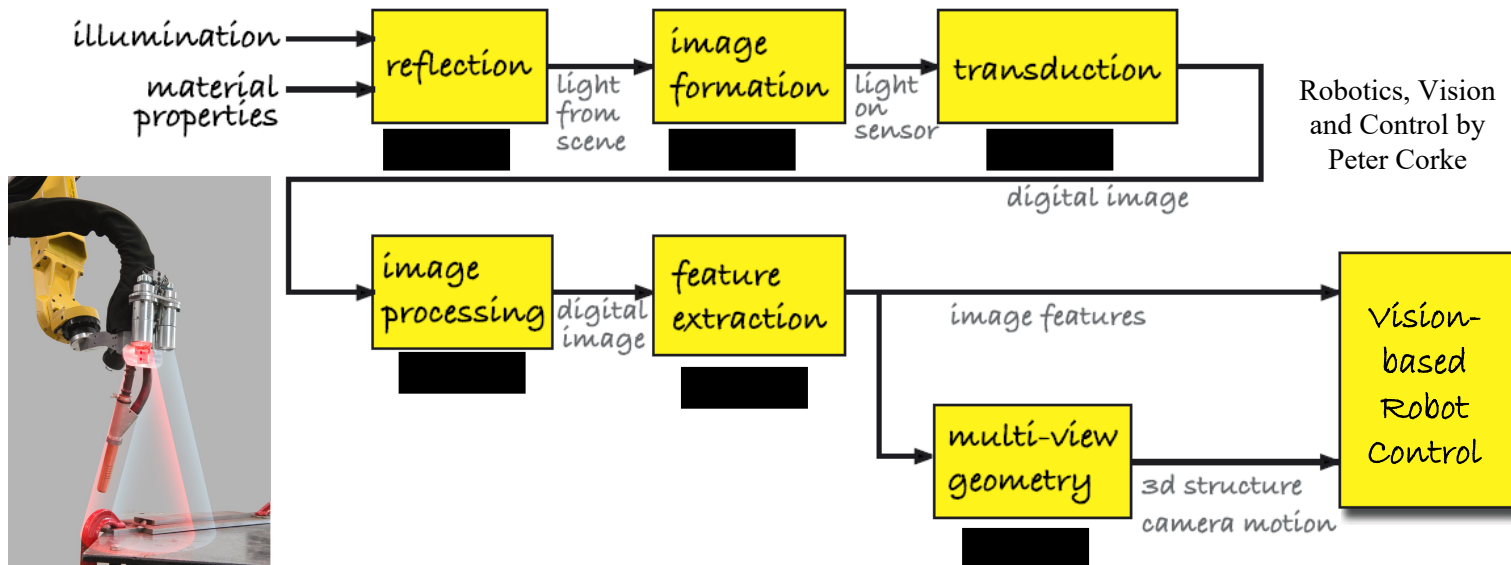 illumination
material
properties
reflection
light
from
scene
image
formation
light
on
sensor
transduction
Robotics, Vision
and Control by
Peter Corke
digital image
image
processing
digital
image
feature
extraction
image features
multi-view
geometry
3d structure
camera motion
Vision-
based
Robot
Control